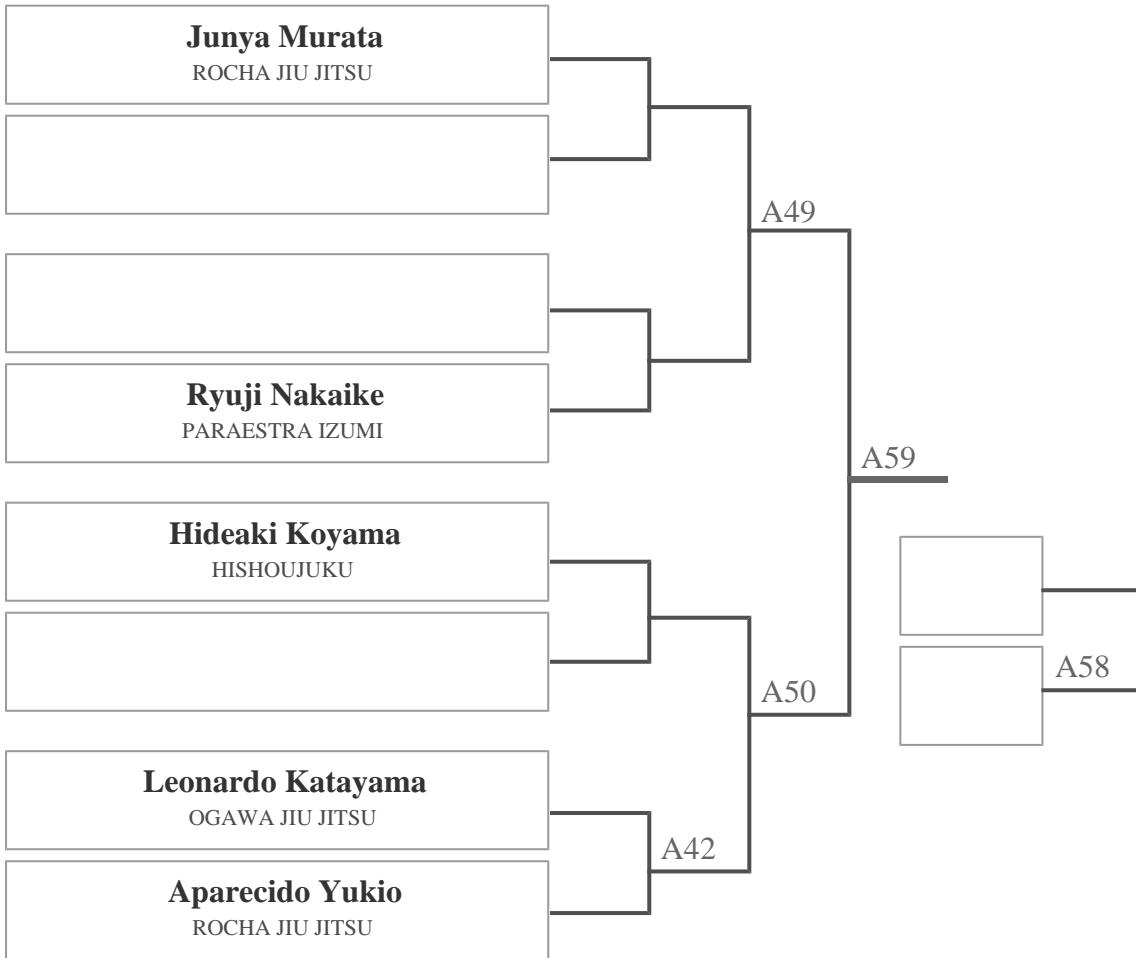 Junya Murata
ROCHA JIU JITSU
A49
Ryuji Nakaike
PARAESTRA IZUMI
A59
Hideaki Koyama
HISHOUJUKU
A58
A50
Leonardo Katayama
OGAWA JIU JITSU
A42
Aparecido Yukio
ROCHA JIU JITSU